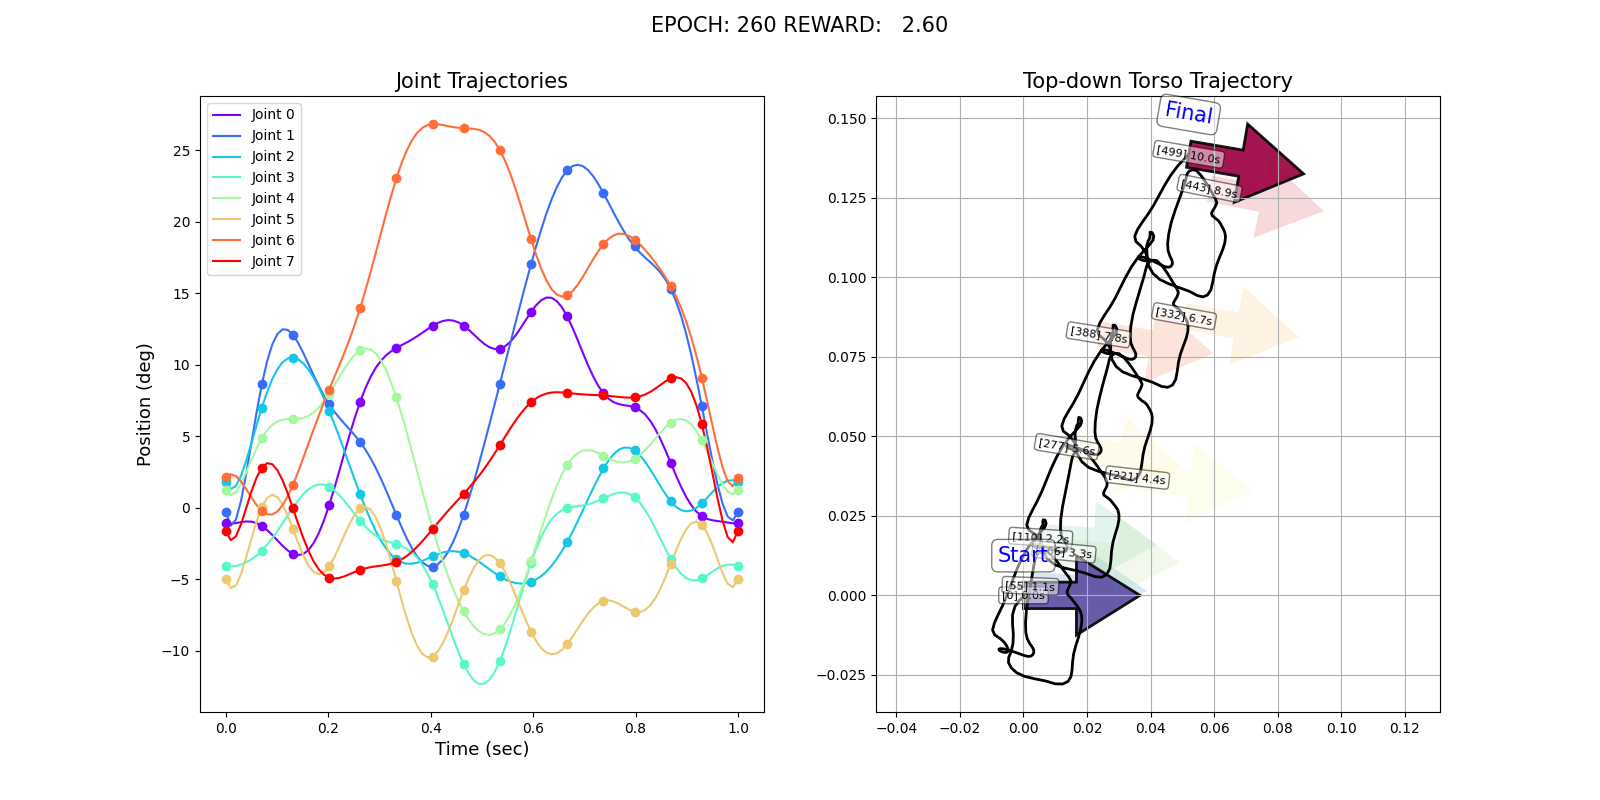 EPOCH: 260 REWARD:   2.60
Joint Trajectories
Joint 0
Joint 1
Joint 2
Joint 3
Joint 4
Joint 5
Joint 6
Joint 7
Position (deg)
25
20
15
10
5
0
−5
−10
0.0
0.2
0.4
0.6
0.8
1.0
Time (sec)
Top-down Torso Trajectory
Final
[499] 10.0s
[443] 8.9s
[332] 6.7s
[388] 7.8s
[277] 5.6s
[221] 4.4s
[110] 2.2s
3.3s
Start
[55] 1.1s
[0] 0.0s
0.150
0.125
0.100
0.075
0.050
0.025
0.000
−0.025
−0.04
−0.02
0.00
0.02
0.04
0.06
0.08
0.10
0.12